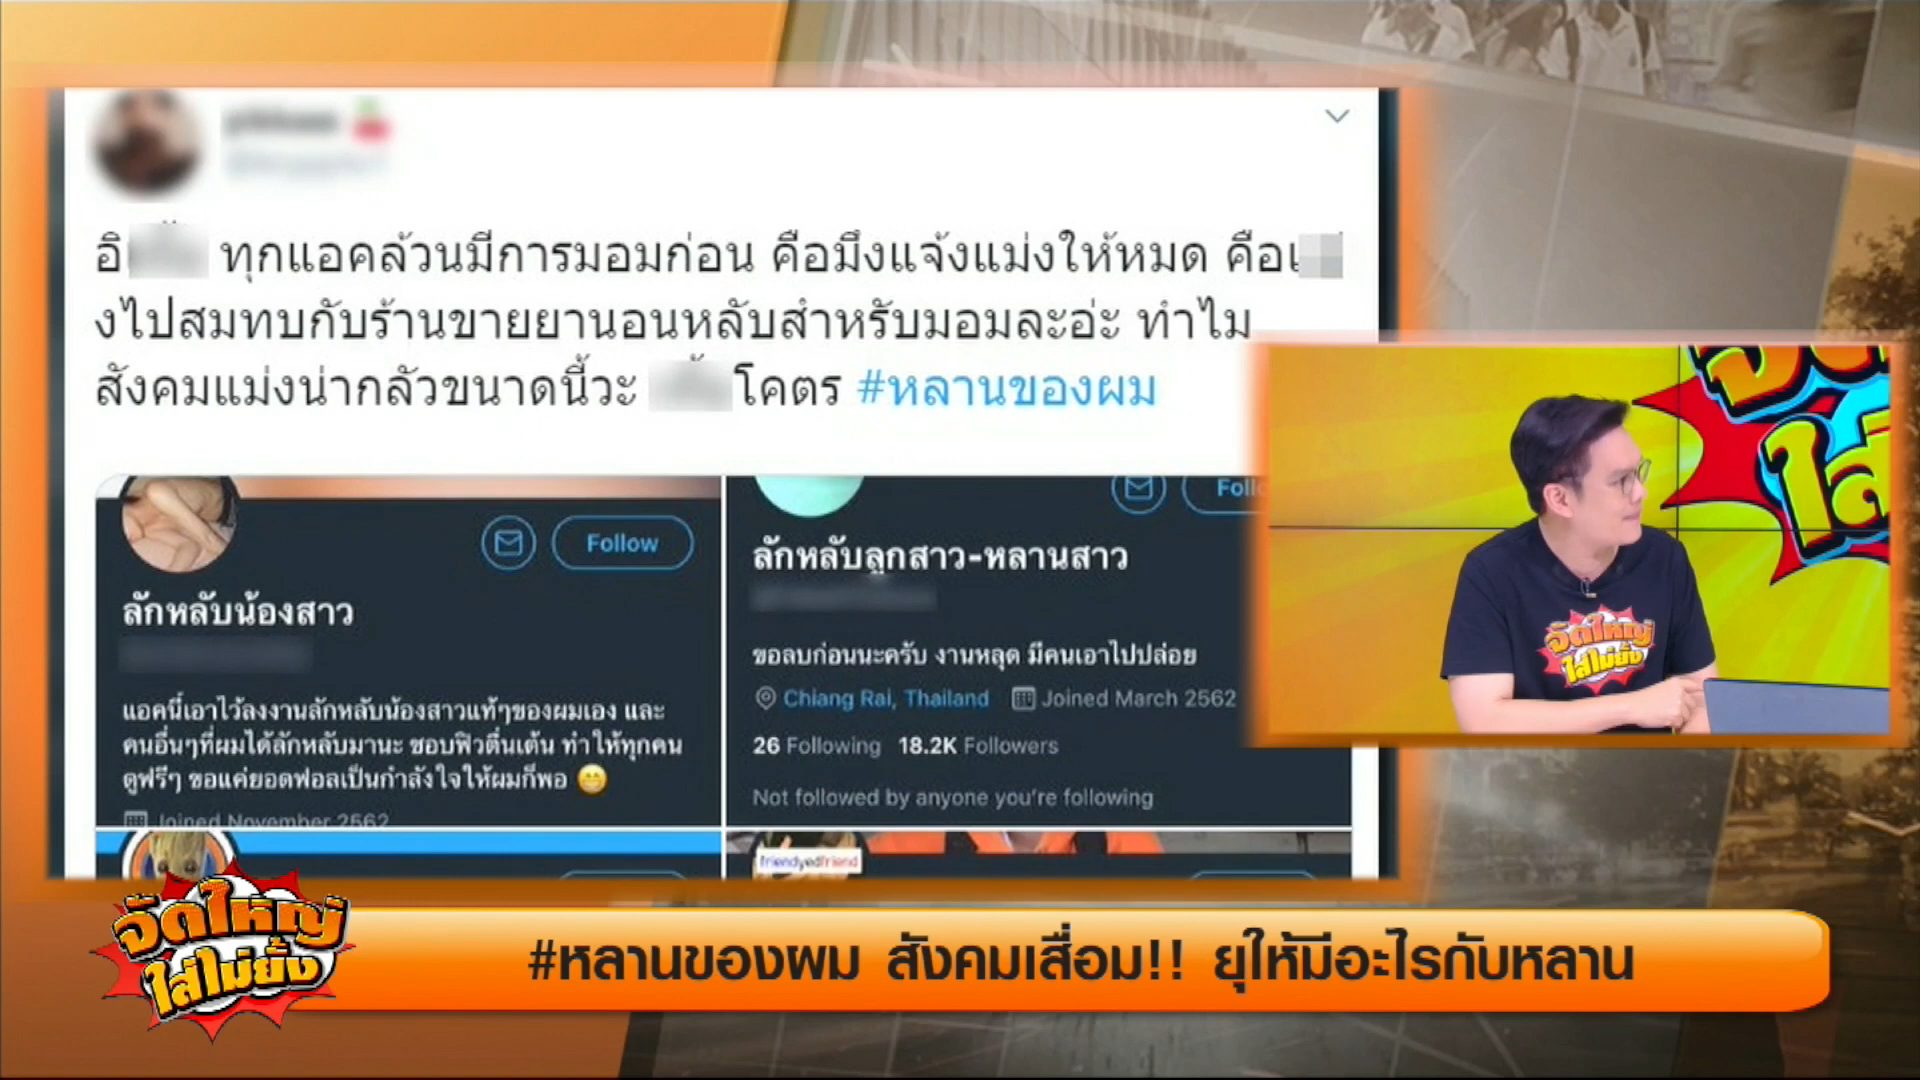 อิ ทุกแอคล้วนมีการมอมก่อน คือมึงแจ้งแม่งให้หมด คือเ
งไปสมทบกับร้านขายยานอนหลับสำหรับมอมละอ่ะ ทำไม
สังคมแม่งน่ากลัวขนาดนี้วะ โคตร #หลานของผม
Follow
ลักหลับน้องสาว
แอคนี้เอาไว้ลงงานลักหลับน้องสาวแท้ๆของผมเอง และ
คนอื่นๆที่ผมได้ลักหลับมานะ ชอบฟิวตื่นเต้น ทำให้ทุกคน
ดูฟรีๆ ขอแค่ยอดฟอลเป็นกำลังใจให้ผมก็พอ 😁
Joined November 2562
Foll
ลักหลับลูกสาว-หลานสาว
ขอลบก่อนนะครับ งานหลุด มีคนเอาไปปล่อย
Chiang Rai, Thailand Joined March 2562
26 Following 18.2K Followers
Not followed by anyone you're following
friendyedfriend
จัดใหญ่
ใส่ไม่ยั้ง
จัดใหญ่
ใส่ไม่ยั้ง
#หลานของผม สังคมเสื่อม!! ยุให้มีอะไรกับหลาน